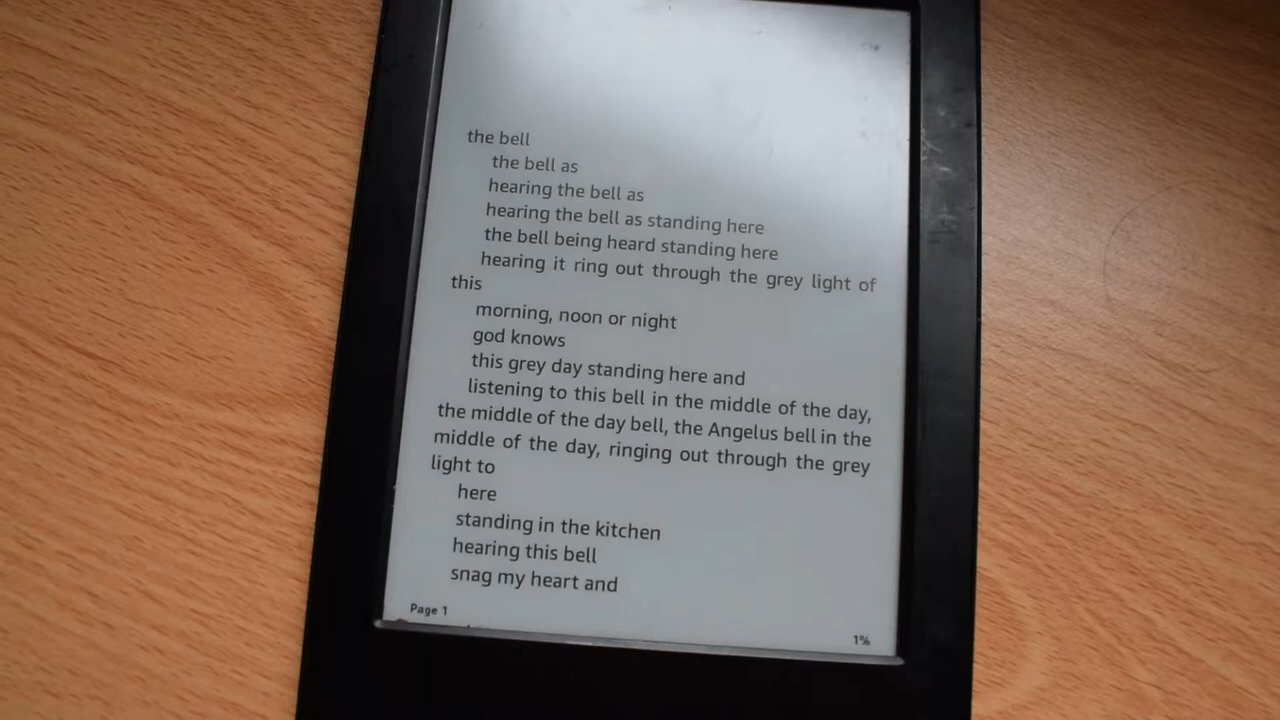 the bell
the bell as
hearing the bell as
hearing the bell as standing here
the bell being heard standing here
hearing it ring out through the grey light of
this
morning, noon or night
god knows
this grey day standing here and
listening to this bell in the middle of the day,
the middle of the day bell, the Angelus bell in the
middle of the day, ringing out through the grey
light to
here
standing in the kitchen
hearing this bell
snag my heart and
Page 1
1%